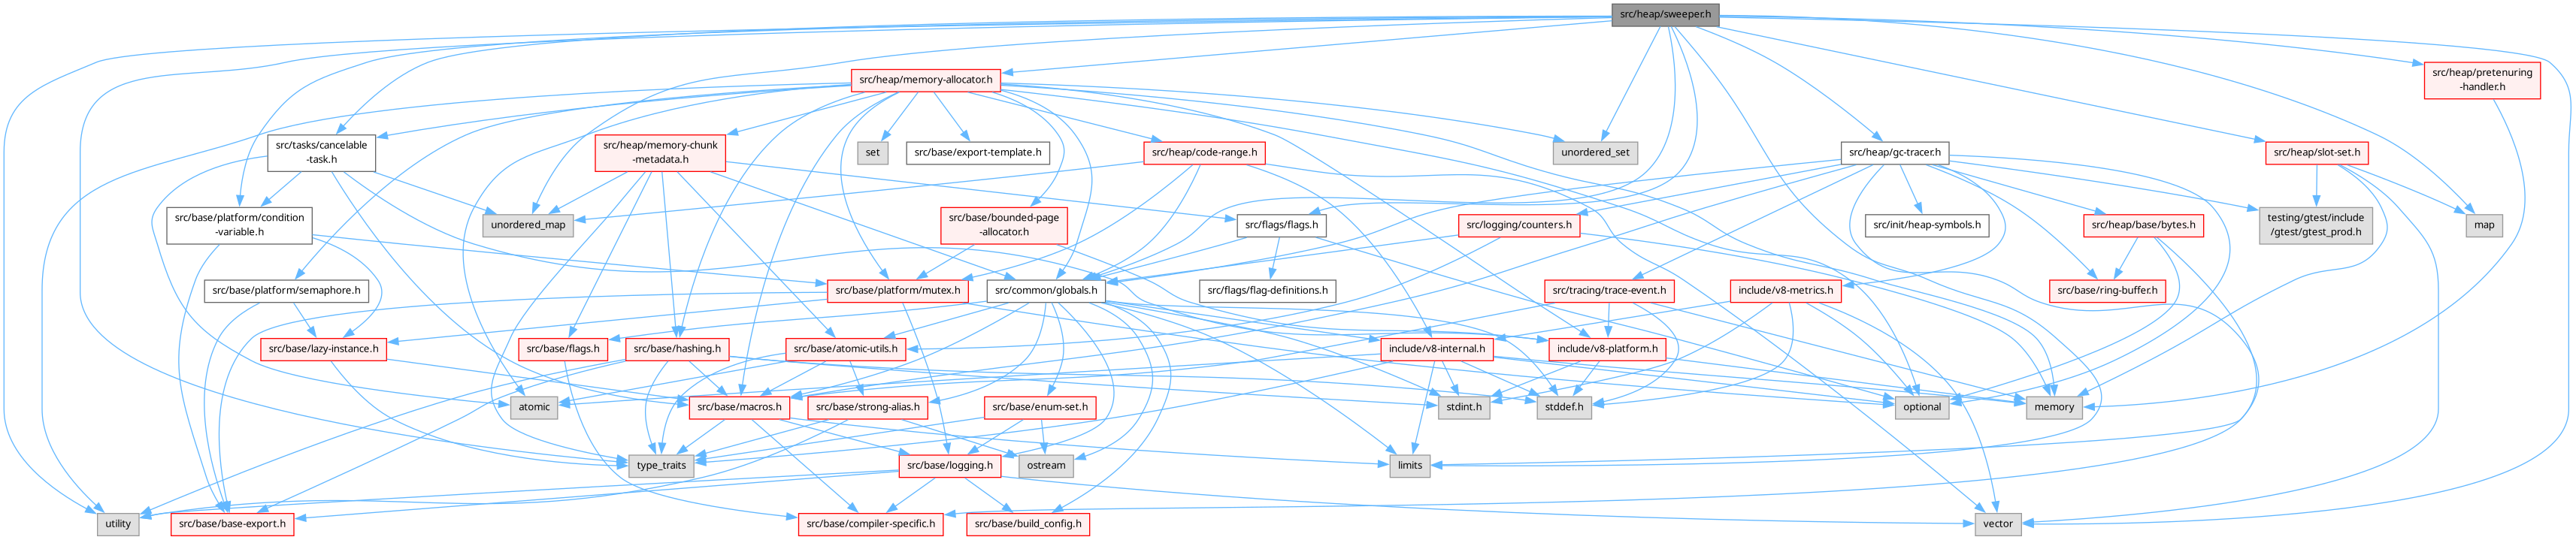 src/heap/sweeper.h
src/heap/memory-allocator.h
src/heap/pretenuring
-handler.h
src/tasks/cancelable
-task.h
src/heap/memory-chunk
-metadata.h
set
src/base/export-template.h
src/heap/code-range.h
unordered_set
src/heap/gc-tracer.h
src/heap/slot-set.h
src/base/platform/condition
-variable.h
unordered_map
src/base/bounded-page
-allocator.h
src/flags/flags.h
src/logging/counters.h
src/init/heap-symbols.h
src/heap/base/bytes.h
testing/gtest/include
/gtest/gtest_prod.h
map
src/base/platform/semaphore.h
src/base/platform/mutex.h
src/common/globals.h
src/flags/flag-definitions.h
src/tracing/trace-event.h
include/v8-metrics.h
src/base/ring-buffer.h
src/base/lazy-instance.h
src/base/flags.h
src/base/hashing.h
src/base/atomic-utils.h
include/v8-internal.h
include/v8-platform.h
atomic
src/base/macros.h
src/base/strong-alias.h
src/base/enum-set.h
stdint.h
stddef.h
optional
memory
type_traits
src/base/logging.h
ostream
limits
utility
src/base/base-export.h
src/base/compiler-specific.h
src/base/build_config.h
vector